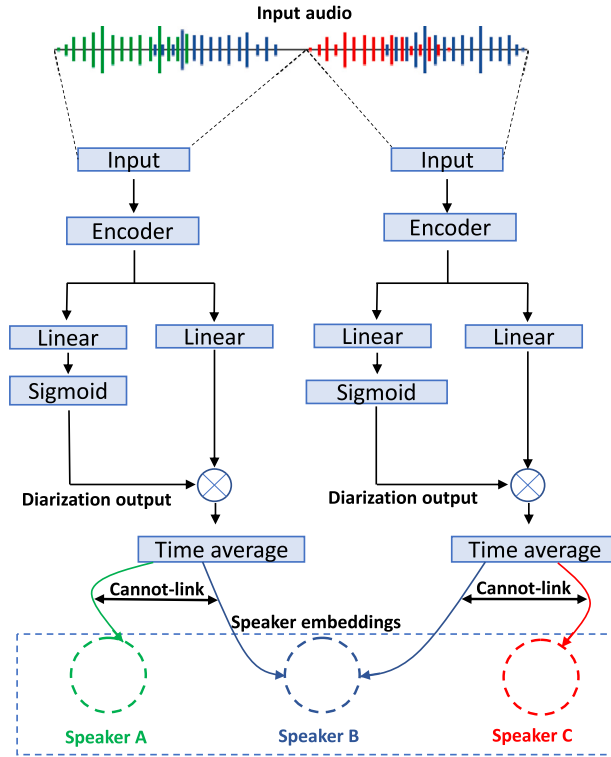 Input audio
Input
Input
Encoder
Encoder
Linear
Linear
Linear
Linear
Sigmoid
Sigmoid
Diarization output
Diarization output
Time average
Time average
Cannot-link
Cannot-link
Speaker embeddings
Speaker A
Speaker B
Speaker C